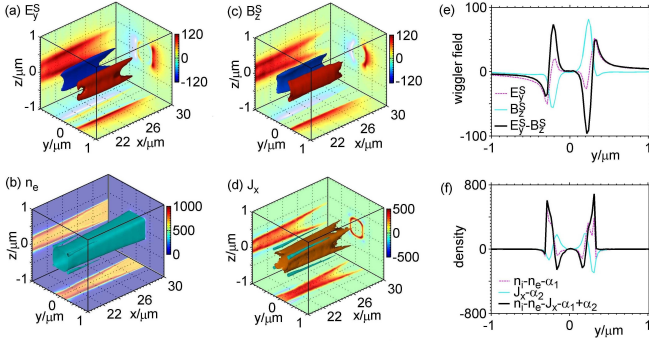 (a) E_y^S
z/μm
1
0
-1
0
1
y/μm
22
26
30
x/μm
120
0
-120
(c) B_z^S
z/μm
1
0
-1
0
1
y/μm
22
26
30
x/μm
120
0
-120
(e)
wiggler field
100
0
-100
E_y^S
B_z^S
E_y^S-B_z^S
-1
0
1
y/μm
(b) n_e
z/μm
1
0
-1
0
1
y/μm
22
26
30
x/μm
1000
500
0
(d) J_x
z/μm
1
0
-1
0
1
y/μm
22
26
30
x/μm
500
0
-500
(f)
density
800
0
-800
n_i-n_e-α_1
J_x-α_2
n_i-n_e-J_x-α_1+α_2
-1
0
1
y/μm